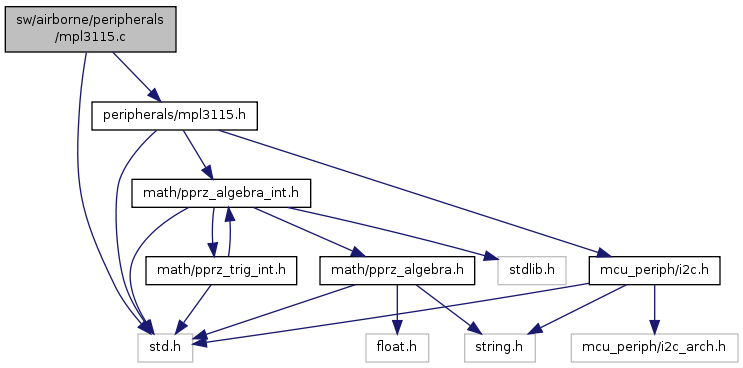 sw/airborne/peripherals
/mpl3115.c
peripherals/mpl3115.h
math/pprz_algebra_int.h
math/pprz_trig_int.h
math/pprz_algebra.h
stdlib.h
mcu_periph/i2c.h
std.h
float.h
string.h
mcu_periph/i2c_arch.h